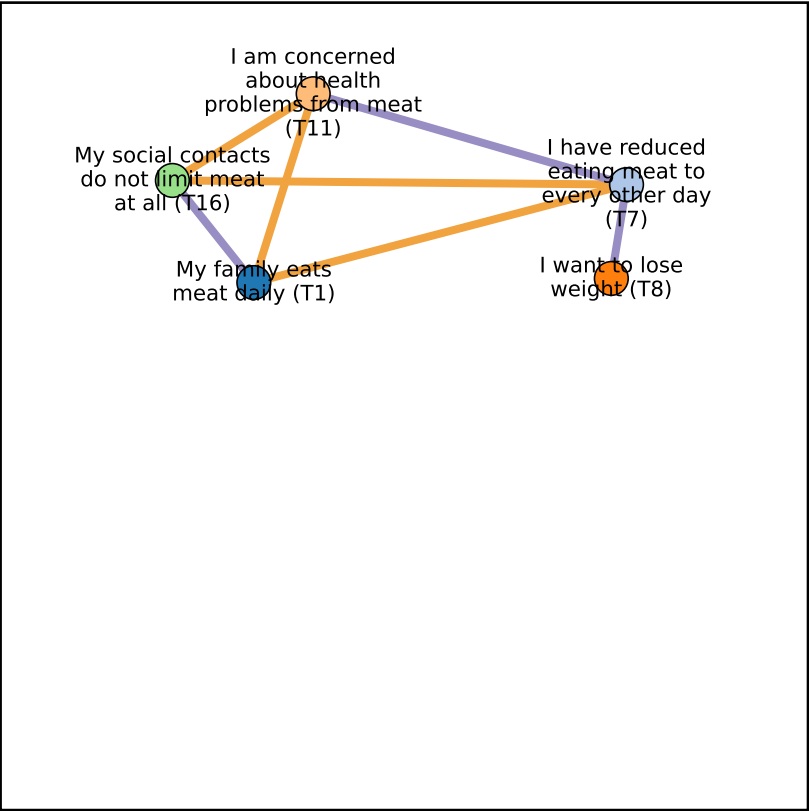 I am concerned
about health
problems from meat
(T11)
My social contacts
do not limit meat
at all (T16)
I have reduced
eating meat to
every other day
(T7)
My family eats
meat daily (T1)
I want to lose
weight (T8)